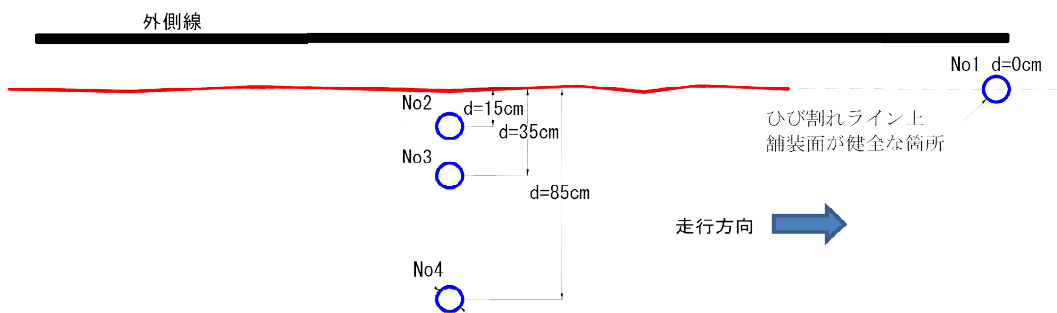 外側線
No1 d=0cm
No2
d=15cm
d=35cm
ひび割れライン上
舗装面が健全な箇所
No3
d=85cm
走行方向
No4